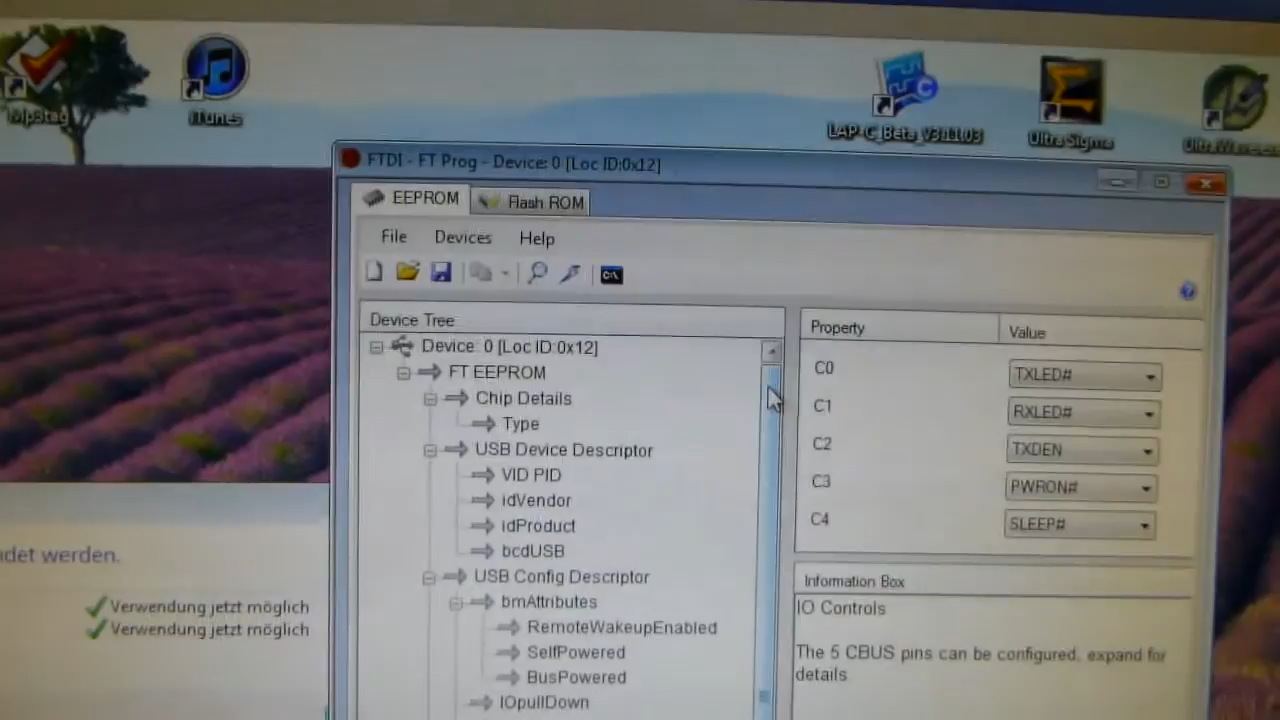 Mp3tag
iTunes
LAP-C_Beta_V3.11.03
Ultra Sigma
FTDI - FT Prog - Device: 0 [Loc ID:0x12]
EEPROM
Flash ROM
File
Devices
Help
C:\
Device Tree
Device: 0 [Loc ID:0x12]
FT EEPROM
Chip Details
Type
USB Device Descriptor
VID PID
idVendor
idProduct
bcdUSB
USB Config Descriptor
bmAttributes
RemoteWakeupEnabled
SelfPowered
BusPowered
IOpullDown
Property
Value
C0
TXLED#
C1
RXLED#
C2
TXDEN
C3
PWRON#
C4
SLEEP#
Information Box
IO Controls
The 5 CBUS pins can be configured, expand for
details
ndet werden.
Verwendung jetzt möglich
Verwendung jetzt möglich